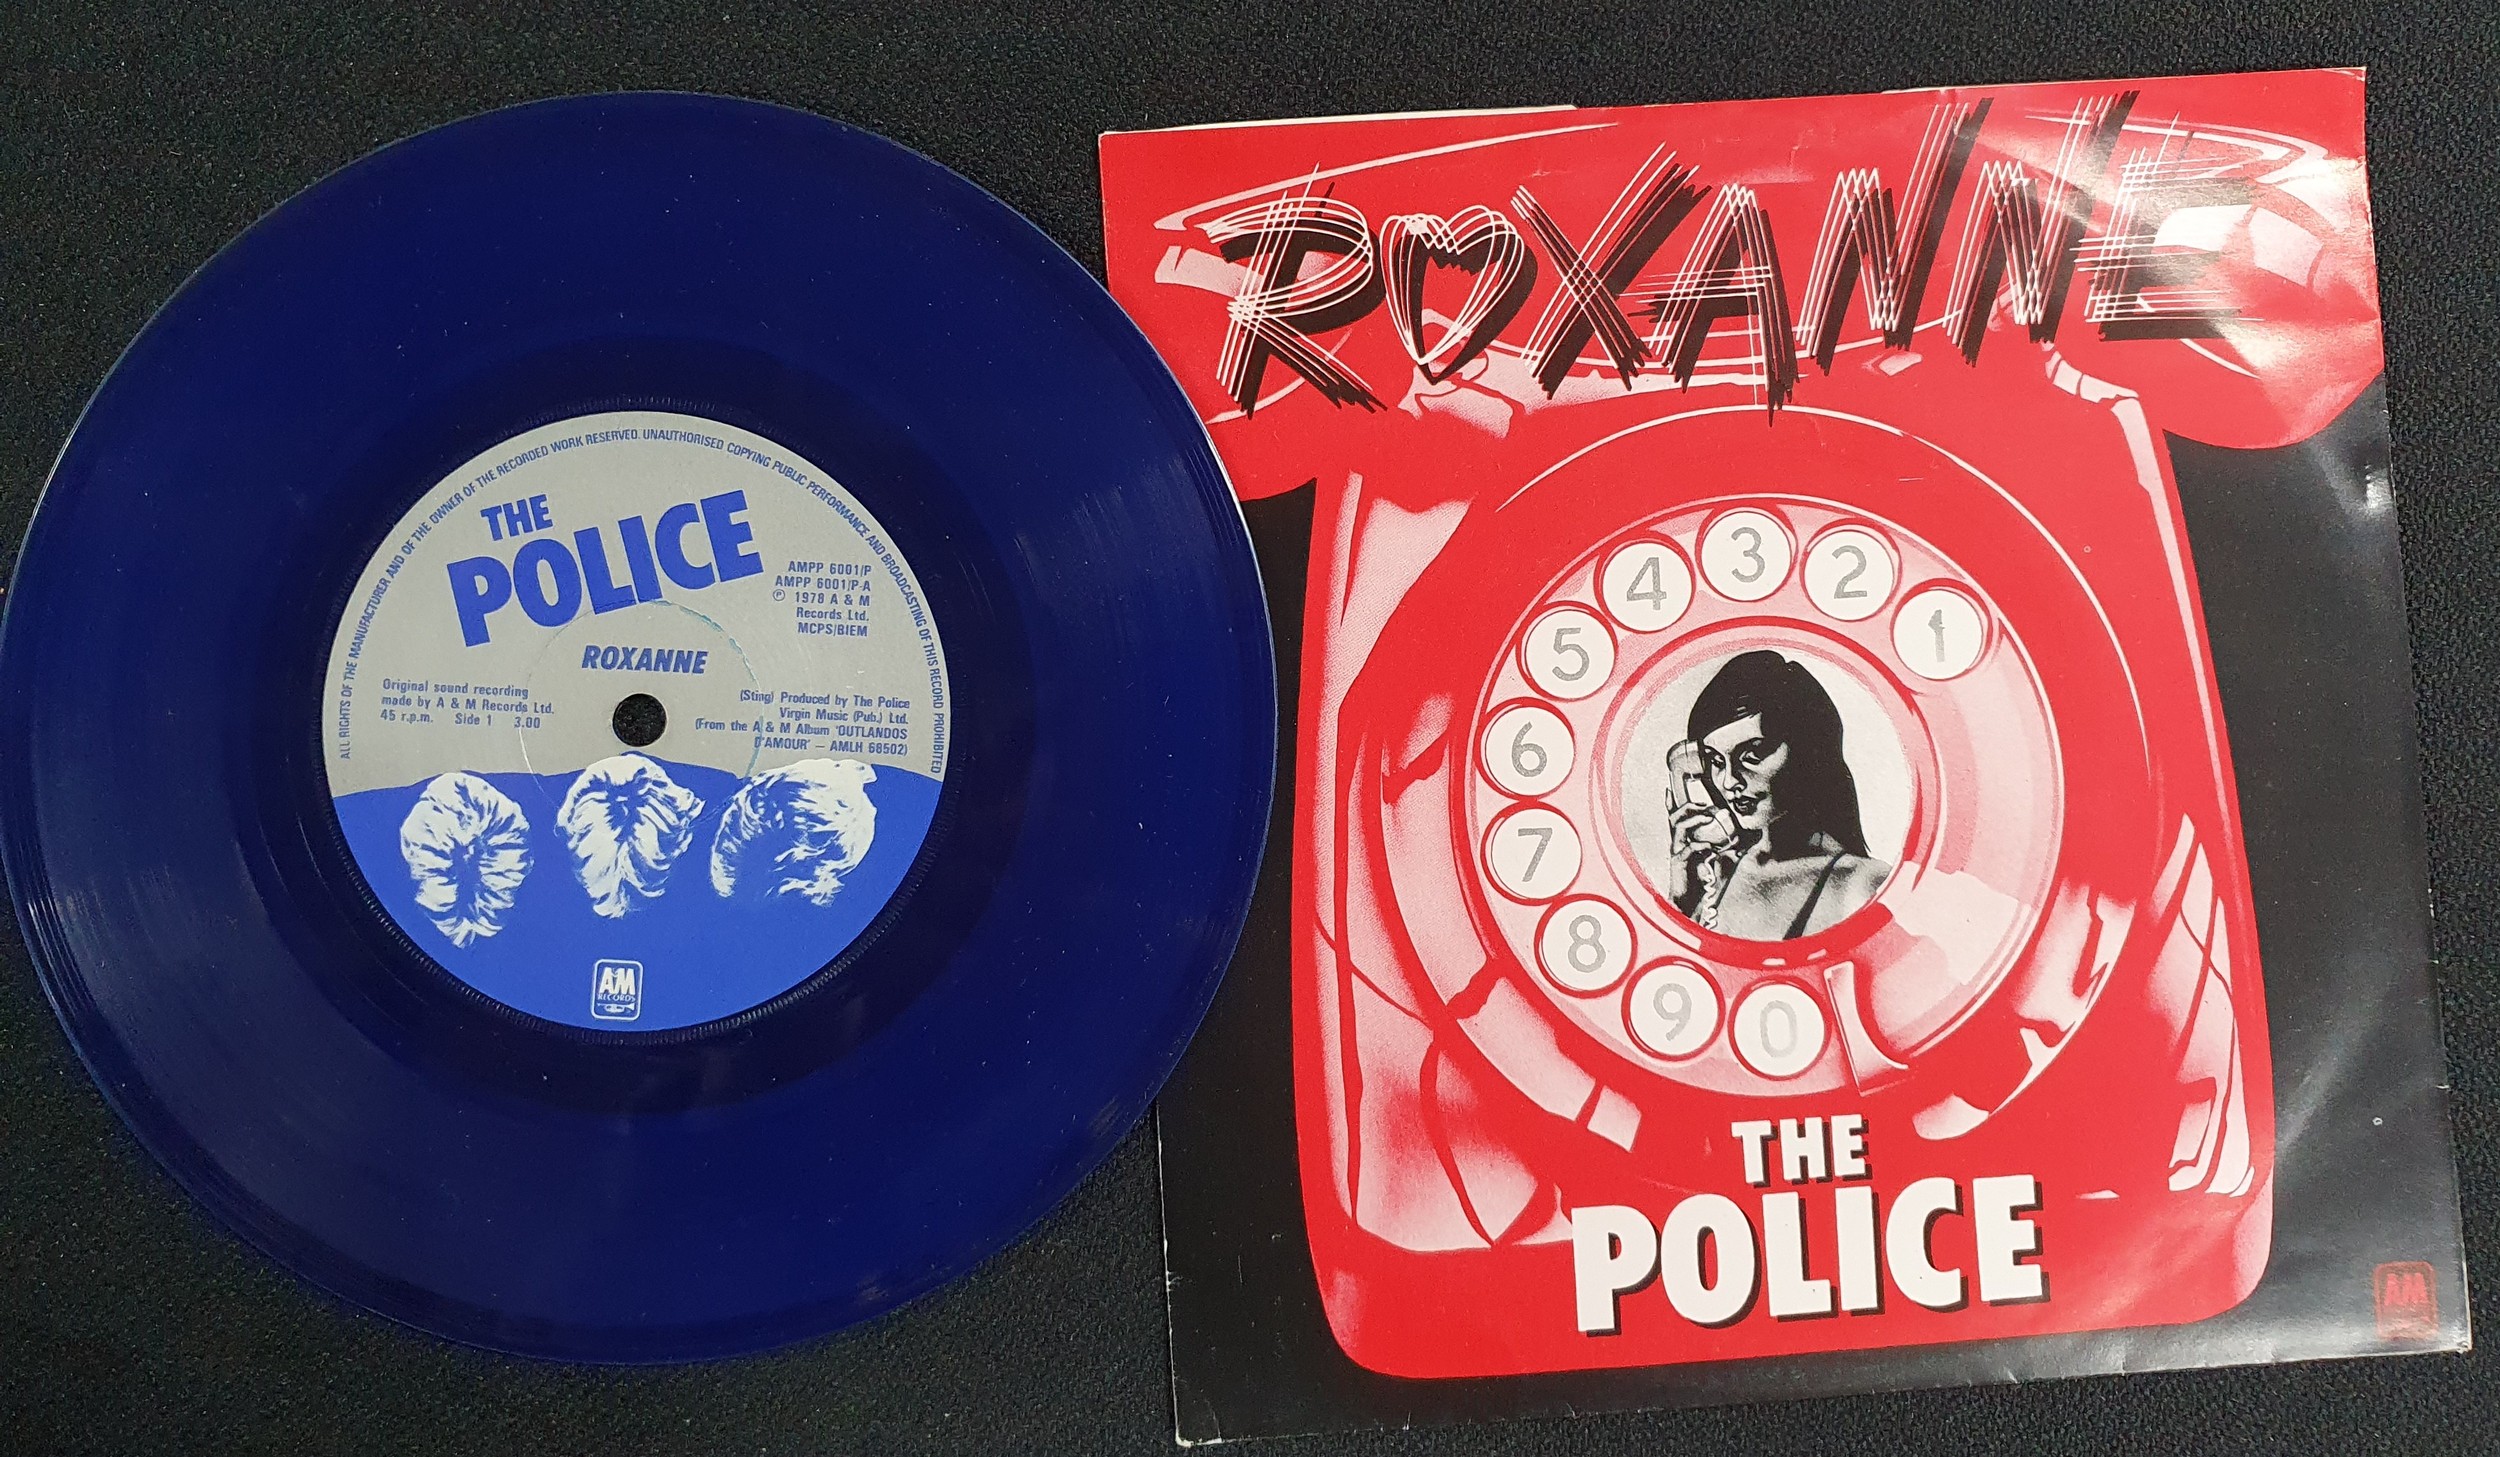 ALL RIGHTS OF THE MANUFACTURER AND OF THE OWNER OF THE RECORDED WORK RESERVED. UNAUTHORISED COPYING PUBLIC PERFORMANCE AND BROADCASTING OF THIS RECORD PROHIBITED
THE
POLICE
AMPP 6001/P
AMPP 6001/P-A
℗ 1978 A & M
Records Ltd.
MCPS/BIEM
ROXANNE
Original sound recording
made by A & M Records Ltd.
45 r.p.m. Side 1 3.00
(Sting) Produced by The Police
Virgin Music (Pub.) Ltd.
(From the A & M Album 'OUTLANDOS
D'AMOUR' — AMLH 68502)
A&M
RECORDS
ROXANNE
1
2
3
4
5
6
7
8
9
0
THE
POLICE
A&M